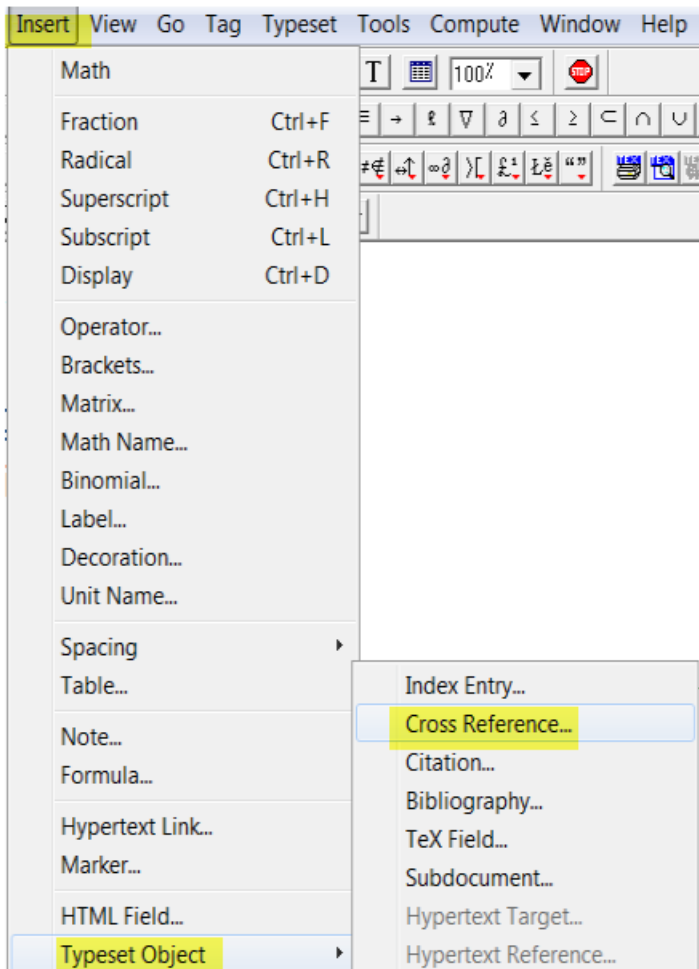 Insert View Go Tag Typeset Tools Compute Window Help
Math
T 100% STOP
Fraction Ctrl+F
≡ → ℓ ∇ ∂ ≤ ≥ ⊂ ∩ ∪
Radical Ctrl+R
Superscript Ctrl+H
Subscript Ctrl+L
Display Ctrl+D
Operator...
Brackets...
Matrix...
Math Name...
Binomial...
Label...
Decoration...
Unit Name...
Spacing
Table...
Note...
Formula...
Hypertext Link...
Marker...
HTML Field...
Typeset Object
Index Entry...
Cross Reference...
Citation...
Bibliography...
TeX Field...
Subdocument...
Hypertext Target...
Hypertext Reference...